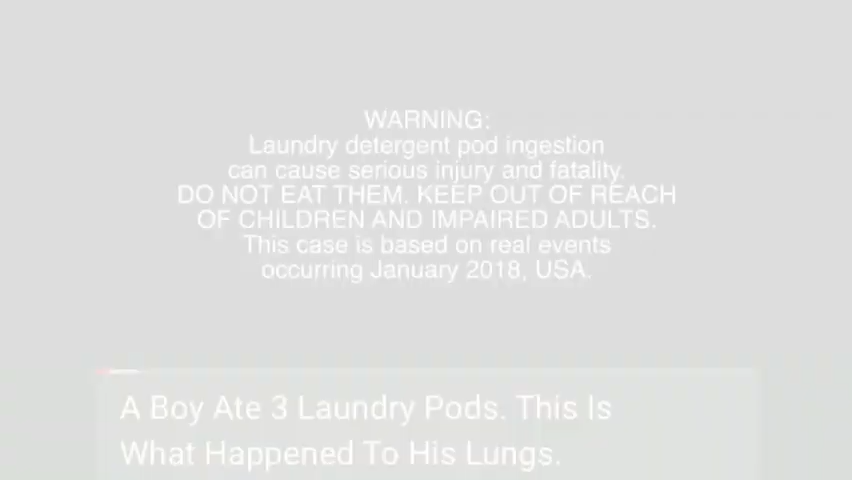 WARNING:
Laundry detergent pod ingestion
can cause serious injury and fatality.
DO NOT EAT THEM. KEEP OUT OF REACH
OF CHILDREN AND IMPAIRED ADULTS.
This case is based on real events
occurring January 2018, USA.
A Boy Ate 3 Laundry Pods. This Is
What Happened To His Lungs.